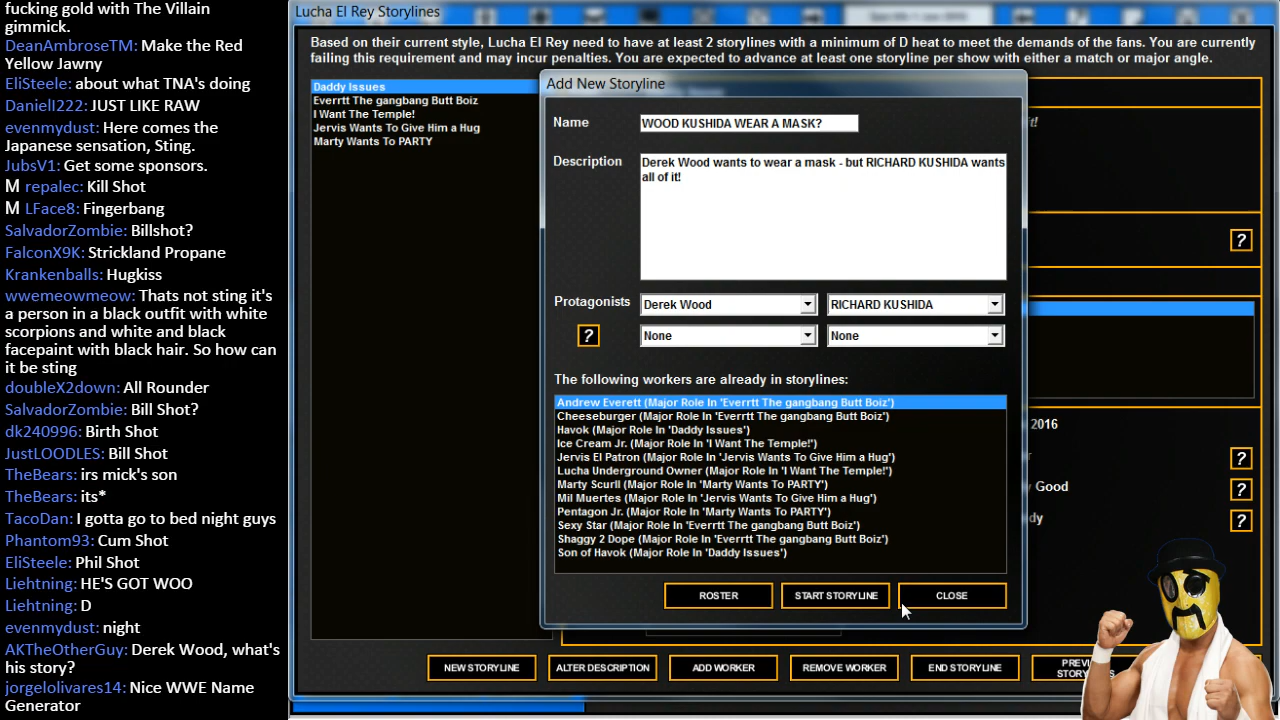 fucking gold with The Villain
gimmick.
DeanAmbroseTM: Make the Red
Yellow Jawny
EliSteele: about what TNA's doing
Daniell222: JUST LIKE RAW
evenmydust: Here comes the
Japanese sensation, Sting.
JubsV1: Get some sponsors.
M repalec: Kill Shot
M LFace8: Fingerbang
SalvadorZombie: Billshot?
FalconX9K: Strickland Propane
Krankenballs: Hugkiss
wwemeowmeow: Thats not sting it's
a person in a black outfit with white
scorpions and white and black
facepaint with black hair. So how can
it be sting
doubleX2down: All Rounder
SalvadorZombie: Bill Shot?
dk240996: Birth Shot
JustLOODLES: Bill Shot
TheBears: irs mick's son
TheBears: its*
TacoDan: I gotta go to bed night guys
Phantom93: Cum Shot
EliSteele: Phil Shot
Liehtning: HE'S GOT WOO
Liehtning: D
evenmydust: night
AKTheOtherGuy: Derek Wood, what's
his story?
jorgelolivares14: Nice WWE Name
Generator
Lucha El Rey Storylines
Based on their current style, Lucha El Rey need to have at least 2 storylines with a minimum of D heat to meet the demands of the fans. You are currently
failing this requirement and may incur penalties. You are expected to advance at least one storyline per show with either a match or major angle.
Daddy Issues
Everrtt The gangbang Butt Boiz
I Want The Temple!
Jervis Wants To Give Him a Hug
Marty Wants To PARTY
Add New Storyline
Name
WOOD KUSHIDA WEAR A MASK?
Description
Derek Wood wants to wear a mask - but RICHARD KUSHIDA wants
all of it!
Protagonists
Derek Wood
RICHARD KUSHIDA
?
None
None
The following workers are already in storylines:
Andrew Everett (Major Role In 'Everrtt The gangbang Butt Boiz')
Cheeseburger (Major Role In 'Everrtt The gangbang Butt Boiz')
Havok (Major Role In 'Daddy Issues')
Ice Cream Jr. (Major Role In 'I Want The Temple!')
Jervis El Patron (Major Role In 'Jervis Wants To Give Him a Hug')
Lucha Underground Owner (Major Role In 'I Want The Temple!')
Marty Scurll (Major Role In 'Marty Wants To PARTY')
Mil Muertes (Major Role In 'Jervis Wants To Give Him a Hug')
Pentagon Jr. (Major Role In 'Marty Wants To PARTY')
Sexy Star (Major Role In 'Everrtt The gangbang Butt Boiz')
Shaggy 2 Dope (Major Role In 'Everrtt The gangbang Butt Boiz')
Son of Havok (Major Role In 'Daddy Issues')
ROSTER
START STORYLINE
CLOSE
it!
?
2016
?
Good
?
?
NEW STORYLINE
ALTER DESCRIPTION
ADD WORKER
REMOVE WORKER
END STORYLINE